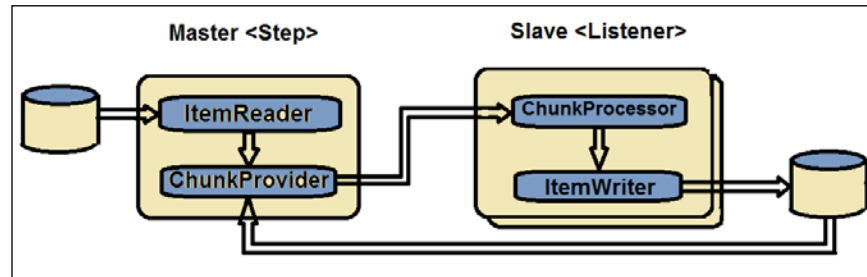 Master <Step>
Slave <Listener>
ItemReader
ChunkProvider
ChunkProcessor
ItemWriter